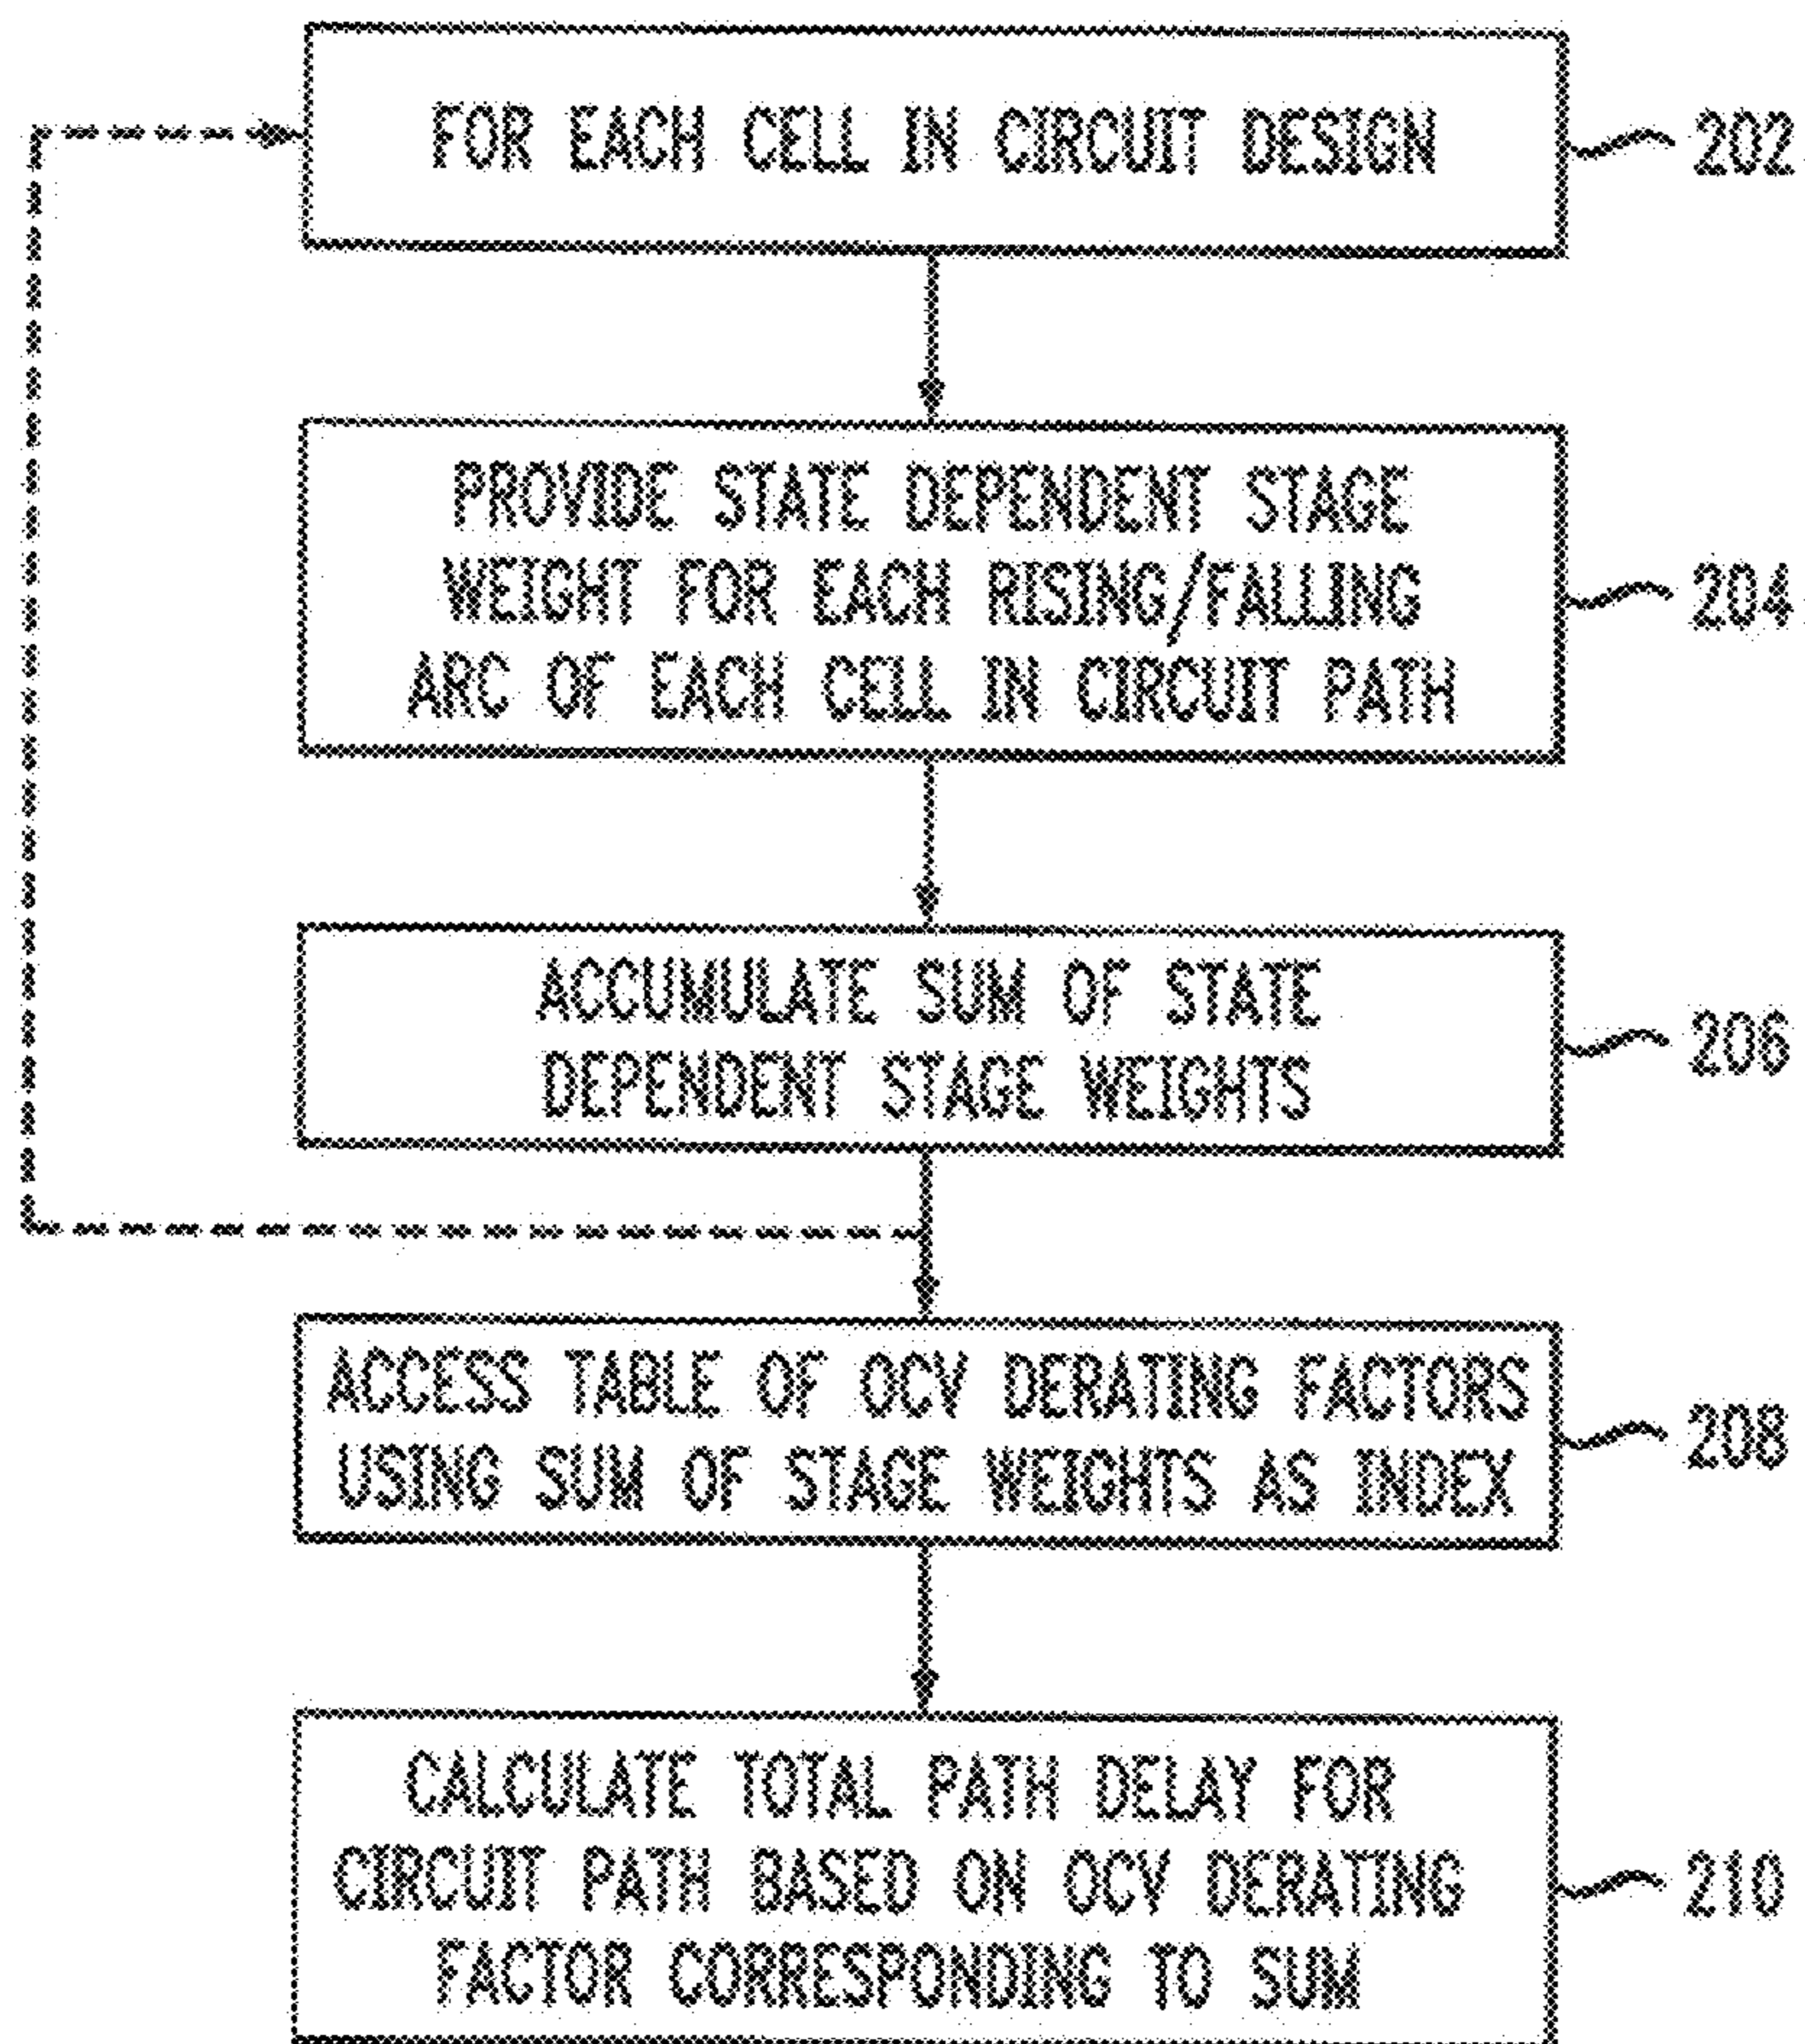 FOR EACH CELL IN CIRCUIT DESIGN
202
PROVIDE STATE DEPENDENT STAGE
WEIGHT FOR EACH RISING/FALLING
ARC OF EACH CELL IN CIRCUIT PATH
204
ACCUMULATE SUM OF STATE
DEPENDENT STAGE WEIGHTS
206
ACCESS TABLE OF OCV DERATING FACTORS
USING SUM OF STAGE WEIGHTS AS INDEX
208
CALCULATE TOTAL PATH DELAY FOR
CIRCUIT PATH BASED ON OCV DERATING
FACTOR CORRESPONDING TO SUM
210